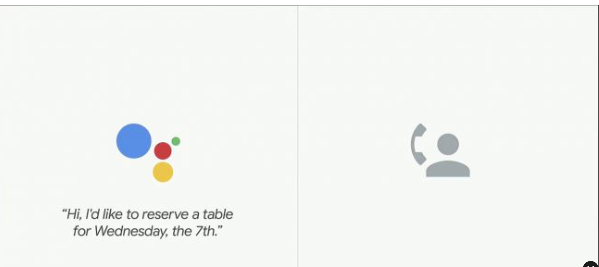 “Hi, I'd like to reserve a table
for Wednesday, the 7th.”